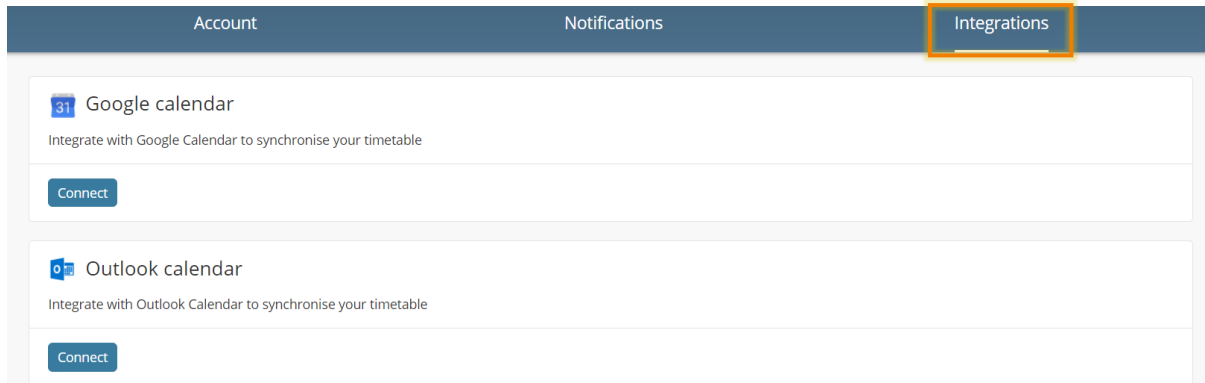 Account Notifications Integrations
31 Google calendar
Integrate with Google Calendar to synchronise your timetable
Connect
Outlook calendar
Integrate with Outlook Calendar to synchronise your timetable
Connect